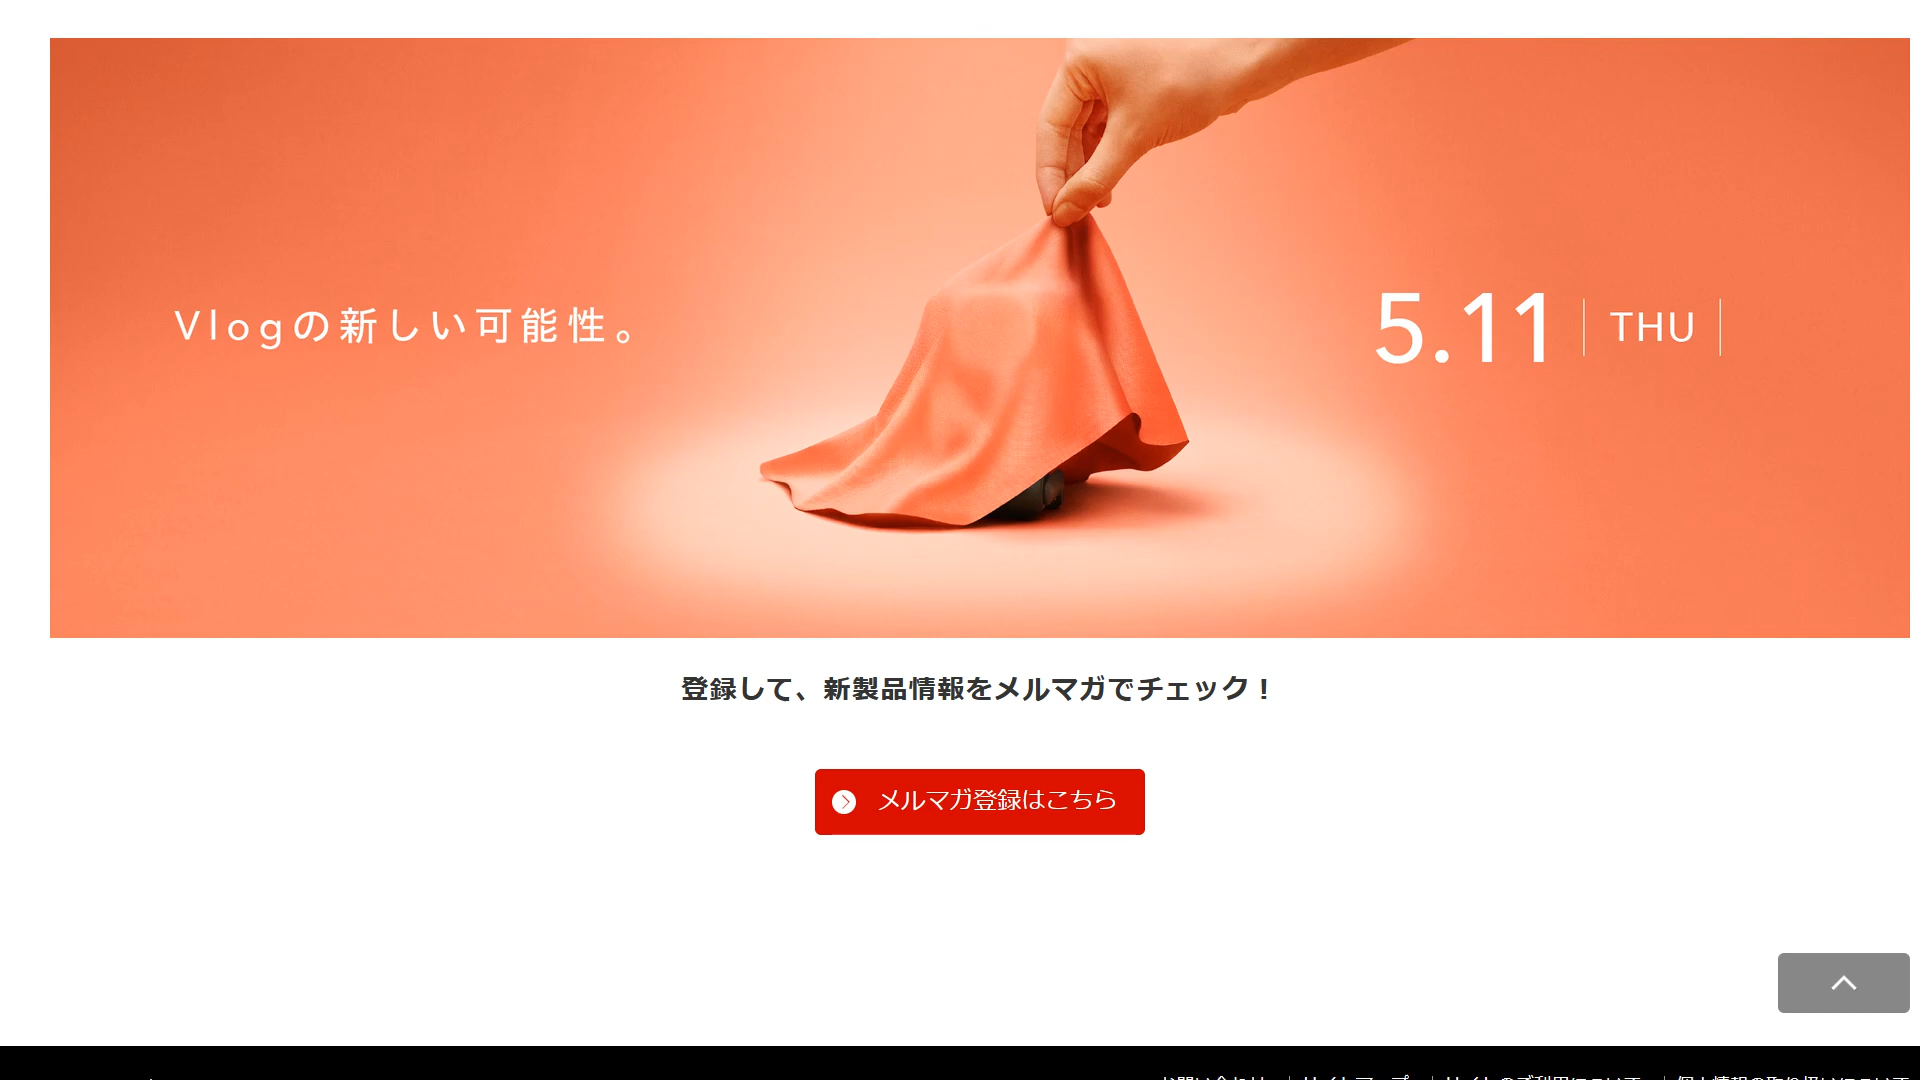 Vlogの新しい可能性。
5.11 THU
登録して、新製品情報をメルマガでチェック！
メルマガ登録はこちら